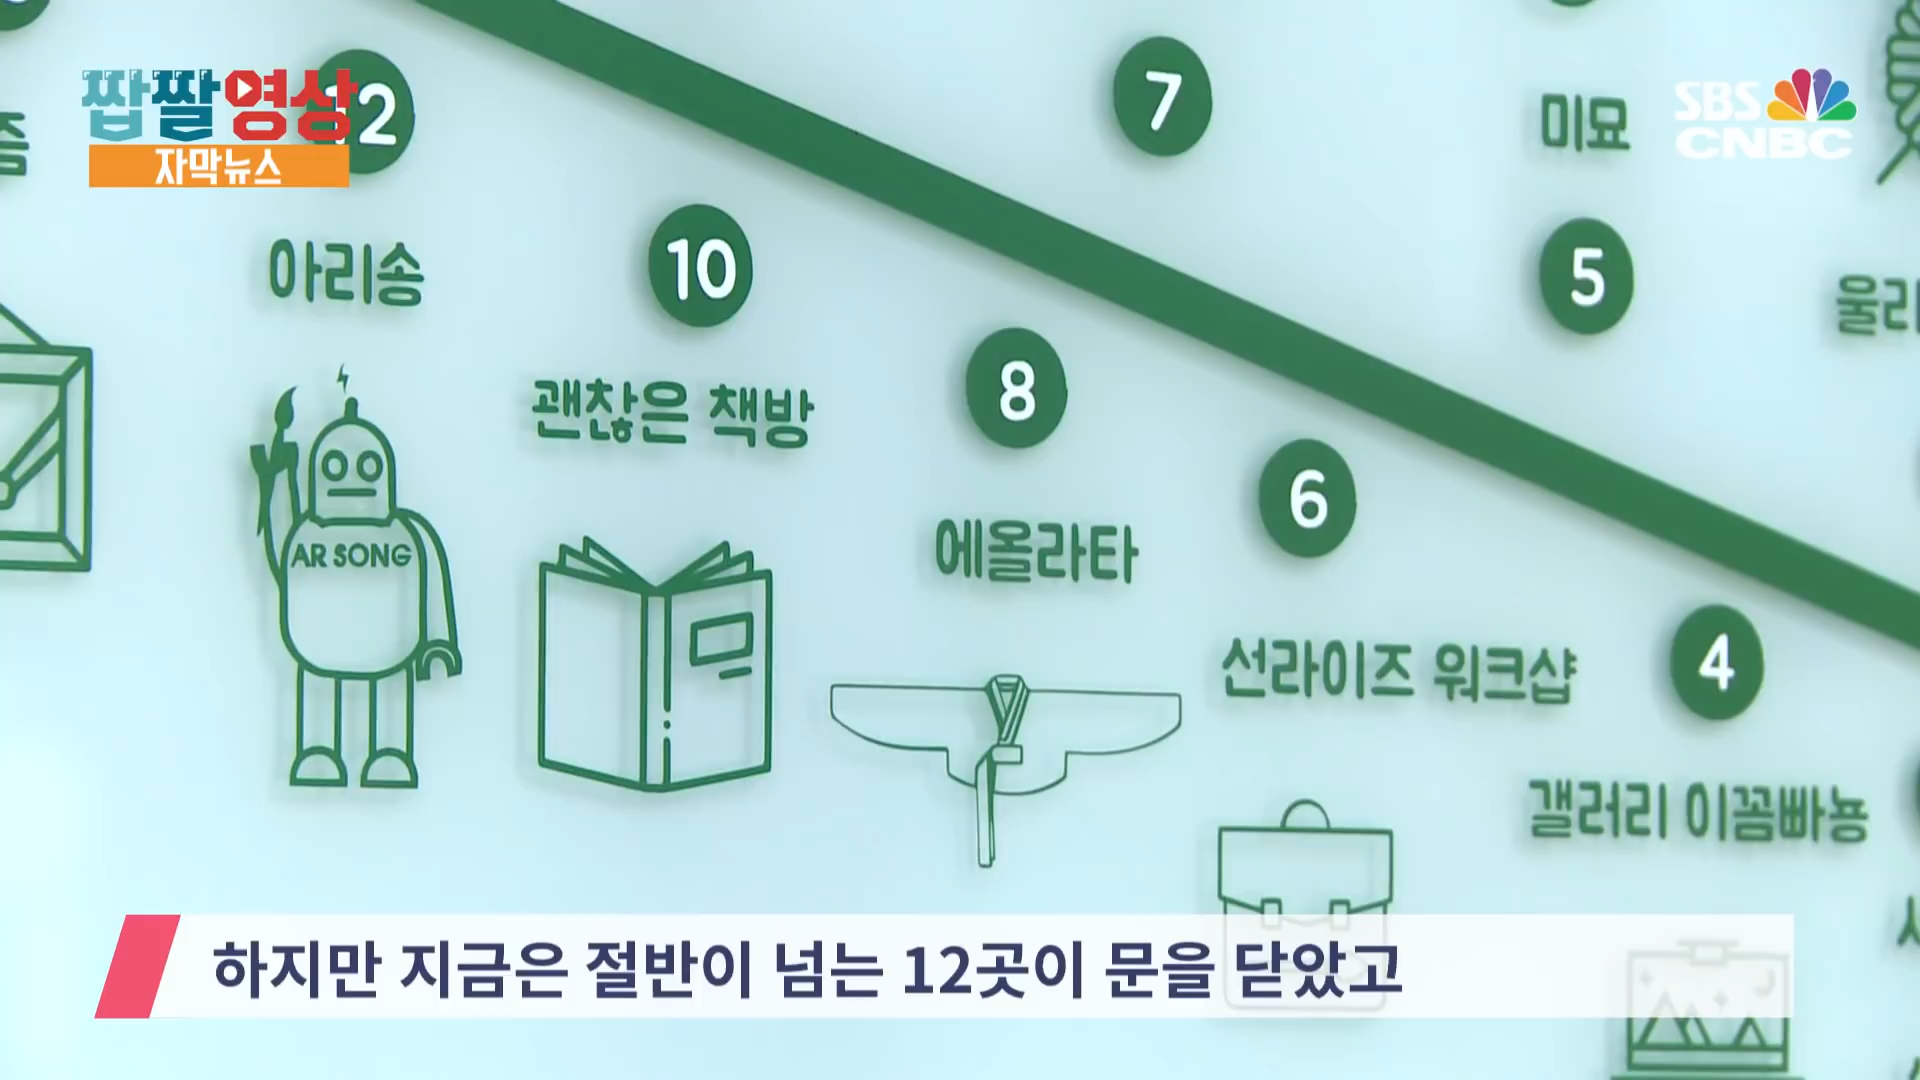 짭짤영상
자막뉴스
SBS
CNBC
12
7
미묘
5
아리송
10
괜찮은 책방
8
에올라타
6
선라이즈 워크샵
4
갤러리 이꼼빠뇽
AR SONG
하지만 지금은 절반이 넘는 12곳이 문을 닫았고